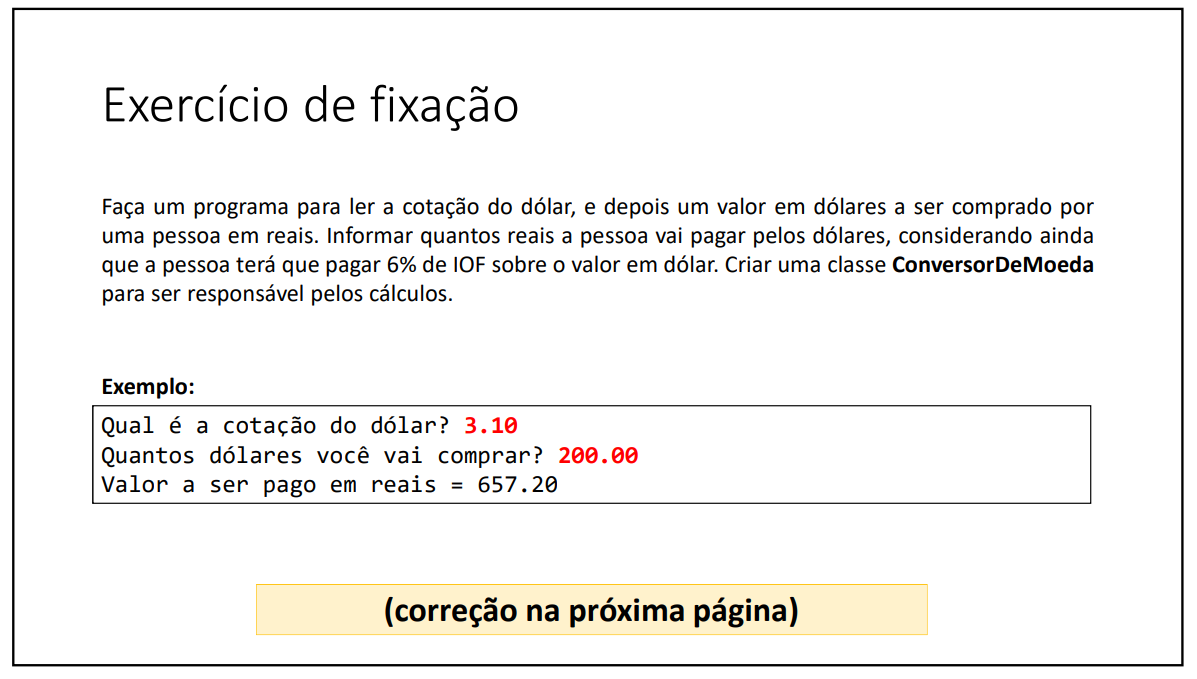 Exercício de fixação
Faça um programa para ler a cotação do dólar, e depois um valor em dólares a ser comprado por
uma pessoa em reais. Informar quantos reais a pessoa vai pagar pelos dólares, considerando ainda
que a pessoa terá que pagar 6% de IOF sobre o valor em dólar. Criar uma classe ConversorDeMoeda
para ser responsável pelos cálculos.
Exemplo:
Qual é a cotação do dólar? 3.10
Quantos dólares você vai comprar? 200.00
Valor a ser pago em reais = 657.20
(correção na próxima página)